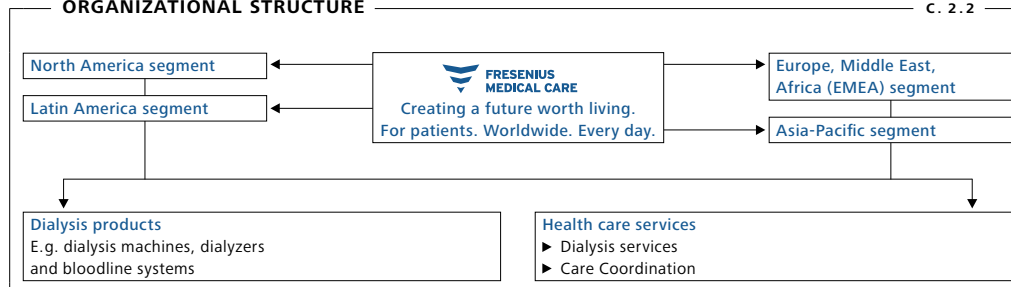 ORGANIZATIONAL STRUCTURE
C. 2.2
North America segment
Latin America segment
FRESENIUS
MEDICAL CARE
Creating a future worth living.
For patients. Worldwide. Every day.
Europe, Middle East,
Africa (EMEA) segment
Asia-Pacific segment
Dialysis products
E.g. dialysis machines, dialyzers
and bloodline systems
Health care services
► Dialysis services
► Care Coordination